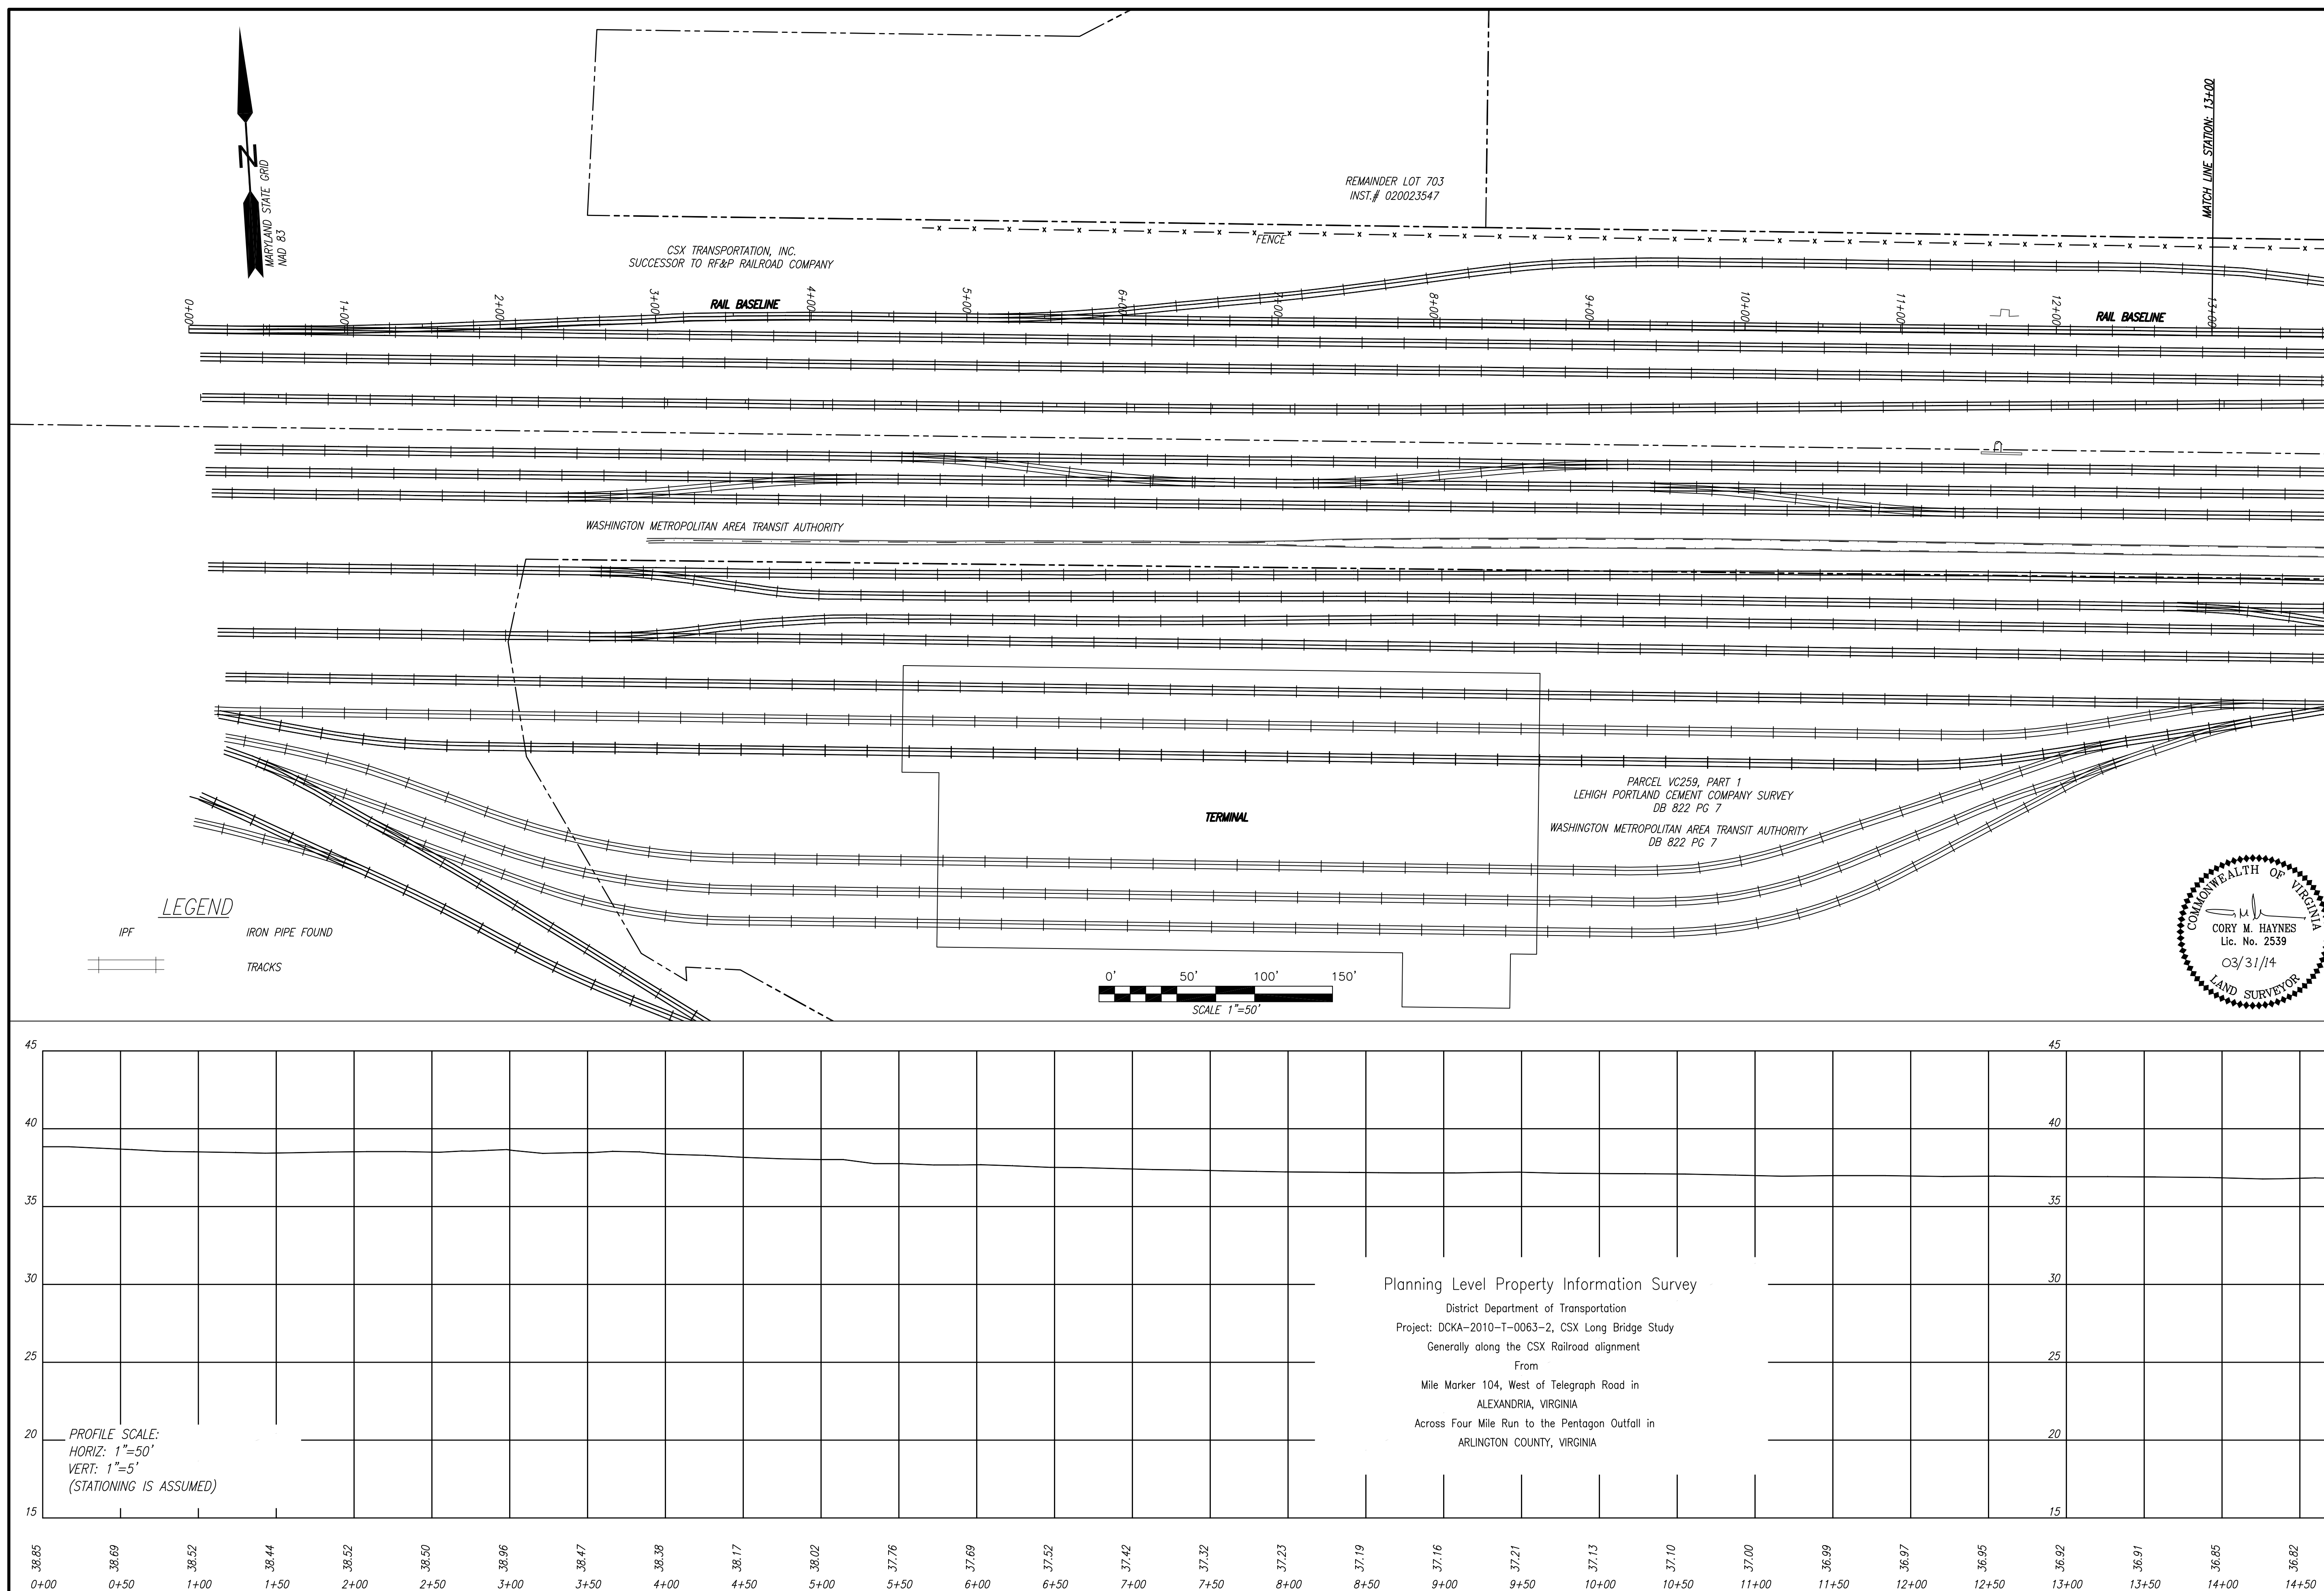 MATCH LINE STATION: 13+00
N
MARYLAND STATE GRID
NAD 83
REMAINDER LOT 703
INST.# 020023547
FENCE
CSX TRANSPORTATION, INC.
SUCCESSOR TO RF&P RAILROAD COMPANY
RAIL BASELINE
RAIL BASELINE
0+00 1+00 2+00 3+00 4+00 5+00 6+00 7+00 8+00 9+00 10+00 11+00 12+00 13+00
WASHINGTON METROPOLITAN AREA TRANSIT AUTHORITY
PARCEL VC259, PART 1
LEHIGH PORTLAND CEMENT COMPANY SURVEY
DB 822 PG 7
TERMINAL
WASHINGTON METROPOLITAN AREA TRANSIT AUTHORITY
DB 822 PG 7
LEGEND
IPF IRON PIPE FOUND
TRACKS
0' 50' 100' 150'
SCALE 1"=50'
COMMONWEALTH OF VIRGINIA
CORY M. HAYNES
Lic. No. 2539
03/31/14
LAND SURVEYOR
45 45
40 40
35 35
30 30
25 25
20 20
15 15
Planning Level Property Information Survey
District Department of Transportation
Project: DCKA-2010-T-0063-2, CSX Long Bridge Study
Generally along the CSX Railroad alignment
From
Mile Marker 104, West of Telegraph Road in
ALEXANDRIA, VIRGINIA
Across Four Mile Run to the Pentagon Outfall in
ARLINGTON COUNTY, VIRGINIA
PROFILE SCALE:
HORIZ: 1"=50'
VERT: 1"=5'
(STATIONING IS ASSUMED)
38.85 38.69 38.52 38.44 38.52 38.50 38.96 38.47 38.38 38.17 38.02 37.76 37.69 37.52 37.42 37.32 37.23 37.19 37.16 37.21 37.13 37.10 37.00 36.99 36.97 36.95 36.92 36.91 36.85 36.82
0+00 0+50 1+00 1+50 2+00 2+50 3+00 3+50 4+00 4+50 5+00 5+50 6+00 6+50 7+00 7+50 8+00 8+50 9+00 9+50 10+00 10+50 11+00 11+50 12+00 12+50 13+00 13+50 14+00 14+50